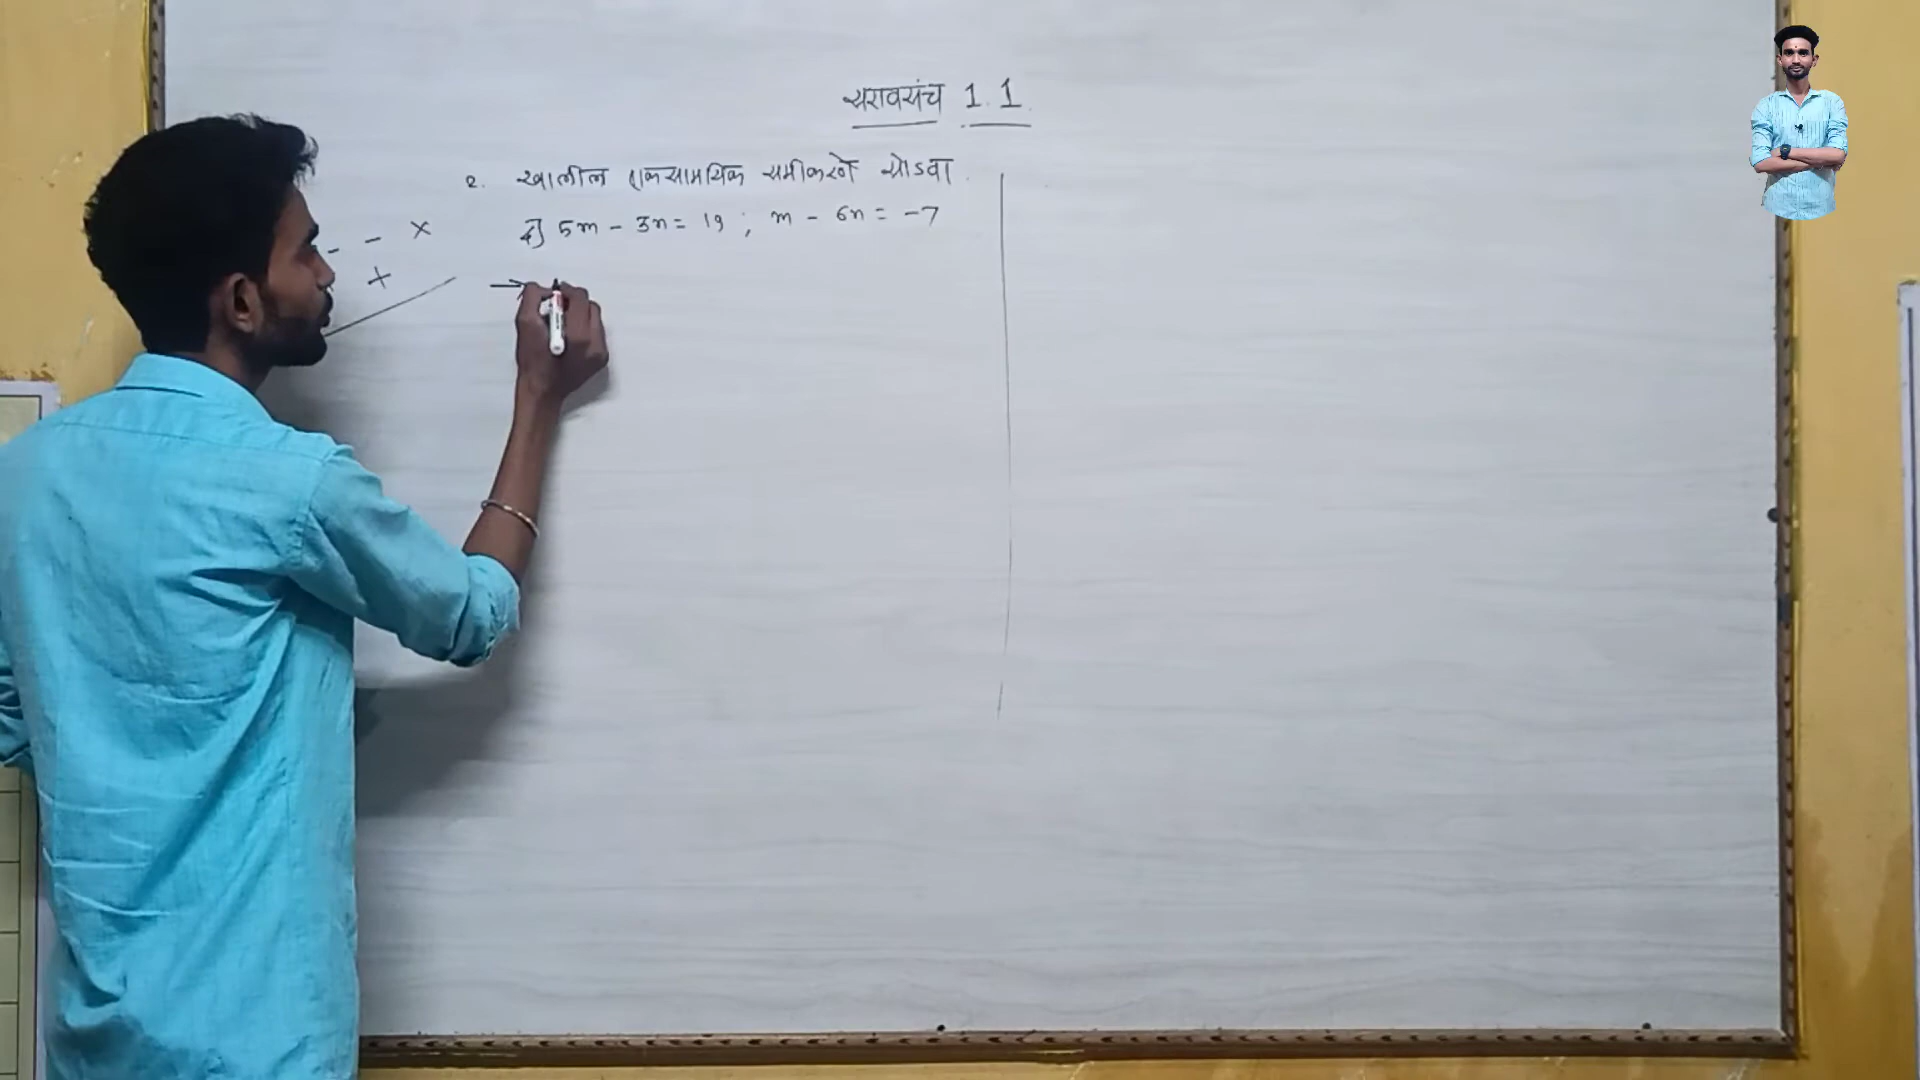 सरावसंच 1.1
2. खालील एकसामयिक समीकरणे सोडवा.
4] 5m - 3n = 19 ; m - 6n = -7
- - ×
+
→